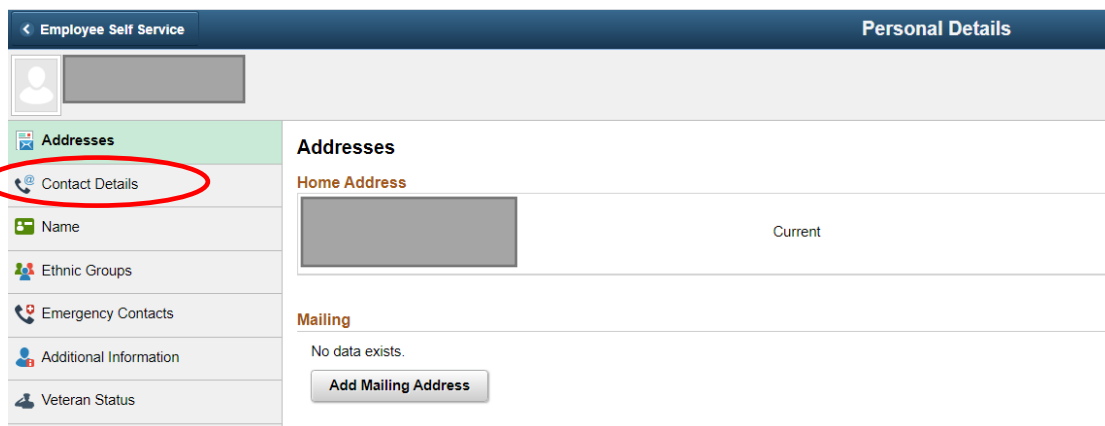 Employee Self Service
Personal Details
Addresses
Contact Details
Name
Ethnic Groups
Emergency Contacts
Additional Information
Veteran Status
Addresses
Home Address
Current
Mailing
No data exists.
Add Mailing Address